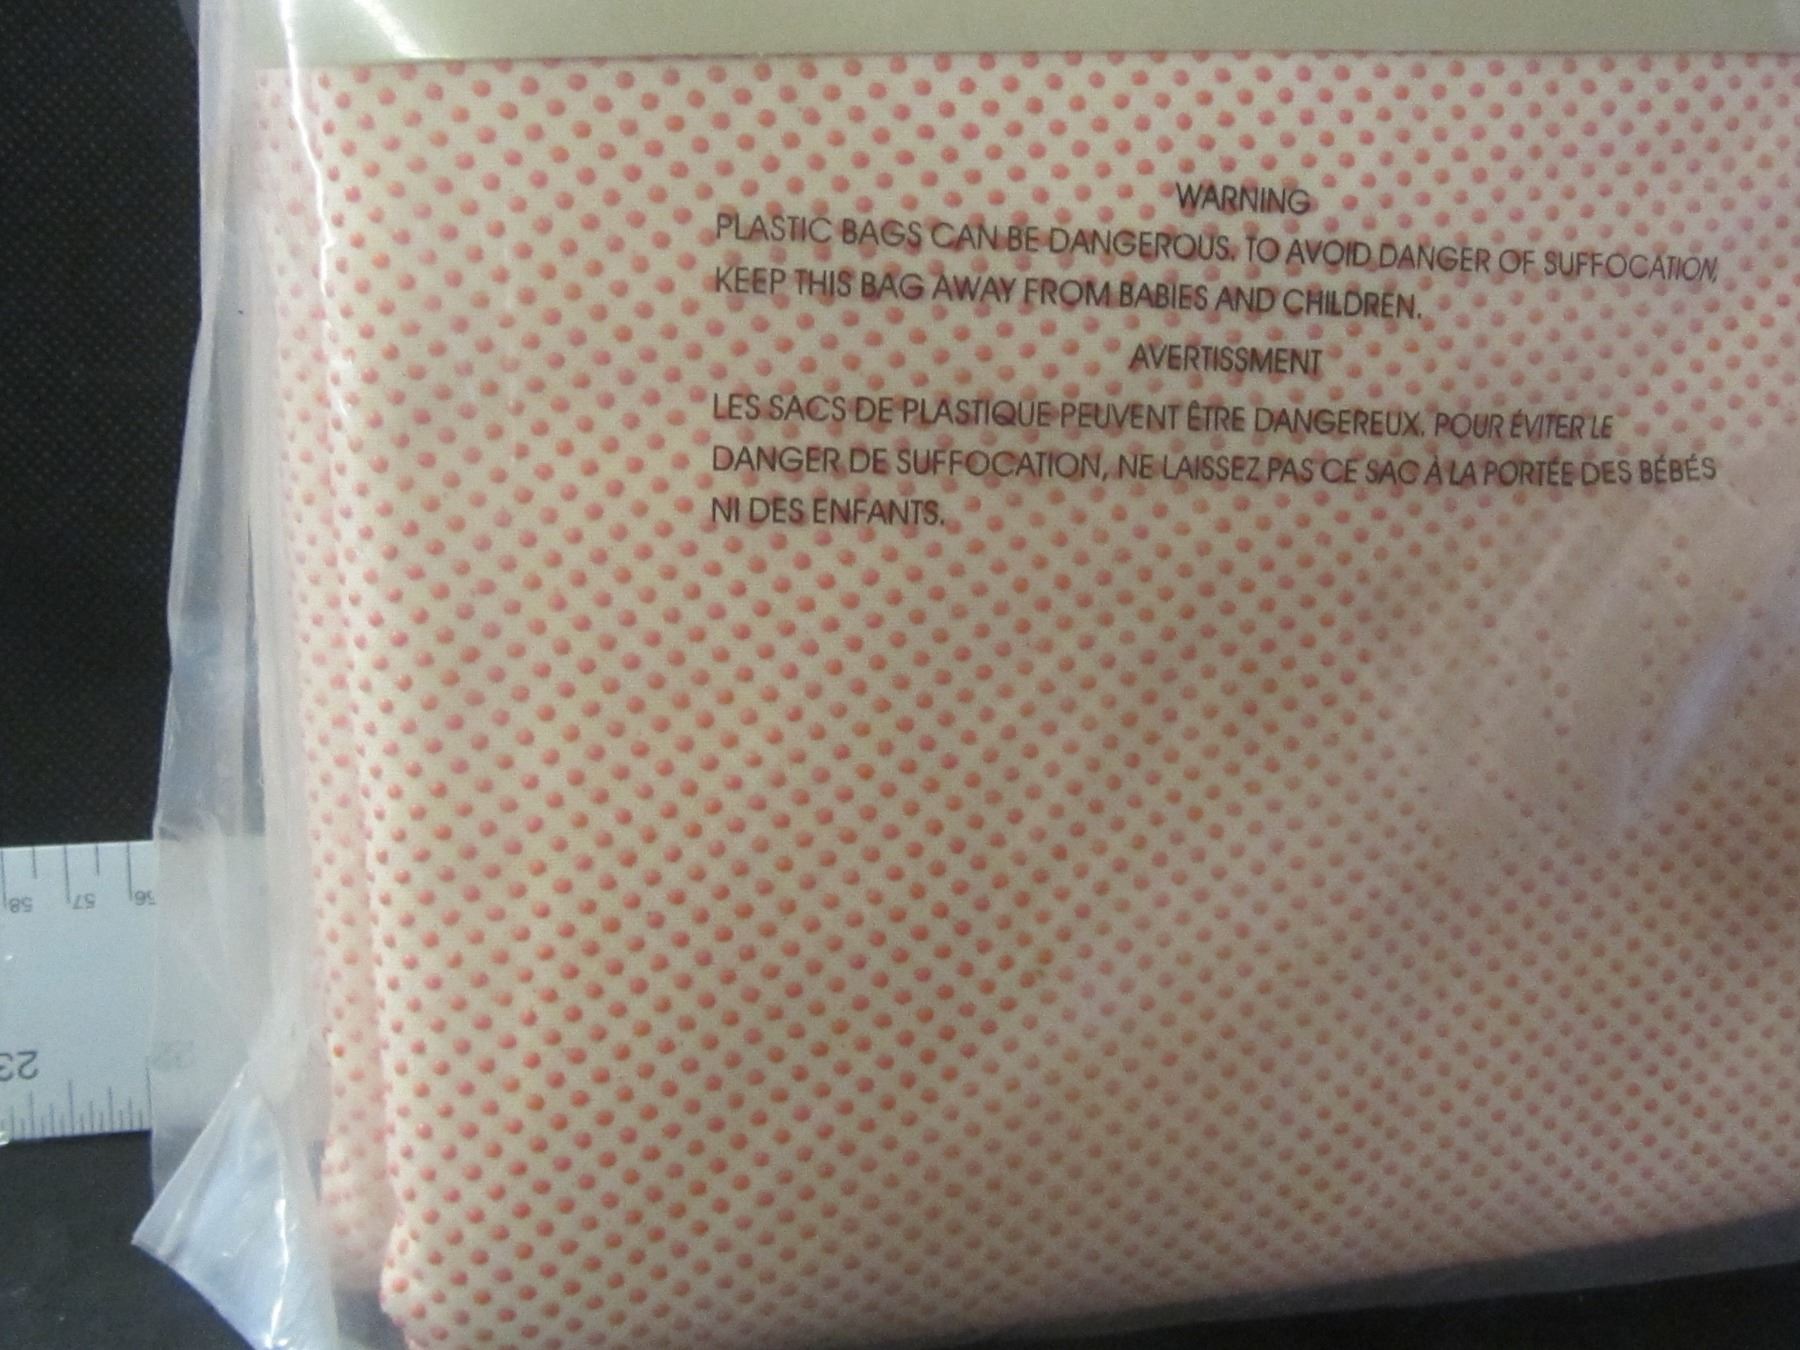 WARNING
PLASTIC BAGS CAN BE DANGEROUS. TO AVOID DANGER OF SUFFOCATION,
KEEP THIS BAG AWAY FROM BABIES AND CHILDREN.
AVERTISSMENT
LES SACS DE PLASTIQUE PEUVENT ÊTRE DANGEREUX. POUR ÉVITER LE
DANGER DE SUFFOCATION, NE LAISSEZ PAS CE SAC À LA PORTÉE DES BÉBÉS
NI DES ENFANTS.
58 57 56
23